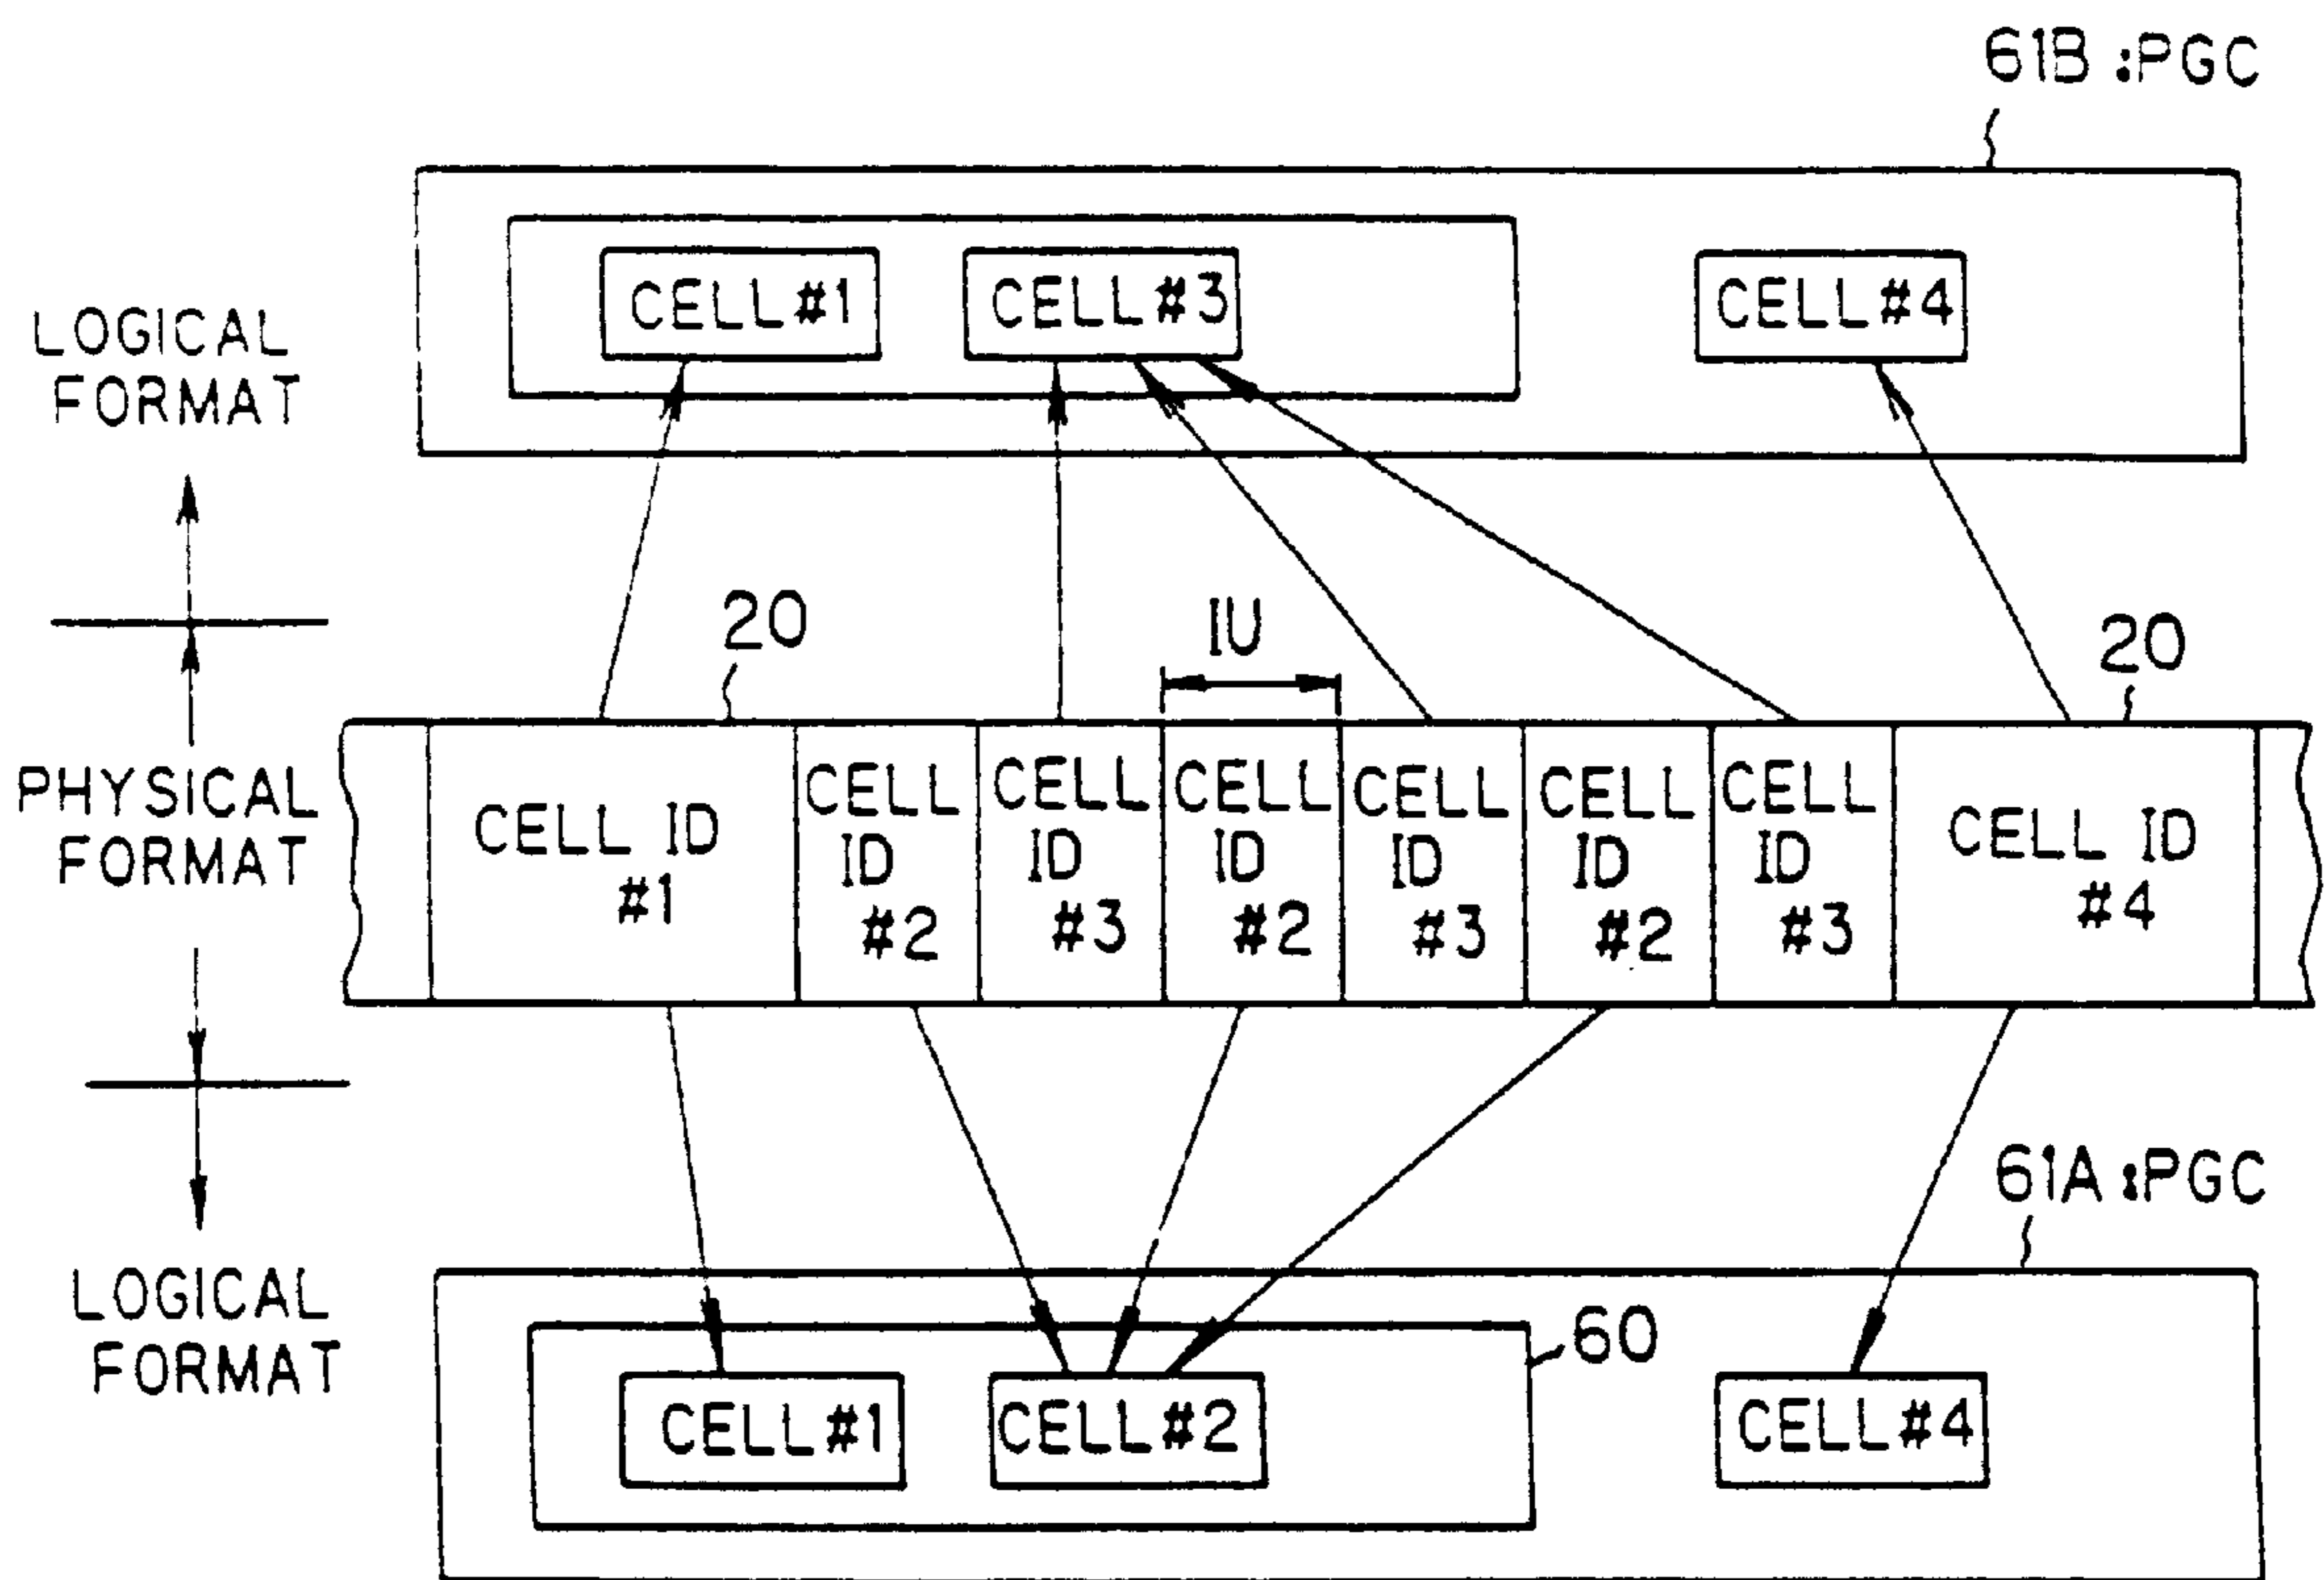 61B :PGC
CELL #1
CELL #3
CELL #4
LOGICAL
FORMAT
20
IU
20
PHYSICAL
FORMAT
CELL ID
#1
CELL
ID
#2
CELL
ID
#3
CELL
ID
#2
CELL
ID
#3
CELL
ID
#2
CELL
ID
#3
CELL ID
#4
61A :PGC
LOGICAL
FORMAT
60
CELL #1
CELL #2
CELL #4